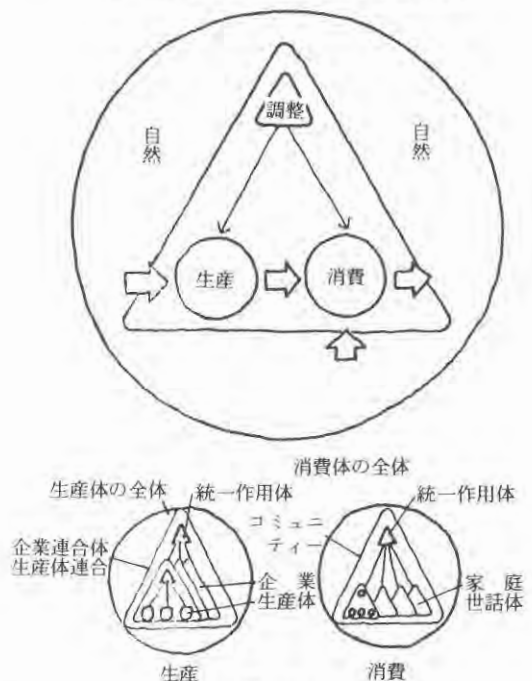 調整
自然
自然
生産
消費
消費体の全体
生産体の全体
統一作用体
統一作用体
コミュニ
ティー
企業連合体
生産体連合
企業
生産体
家庭
世話体
生産
消費